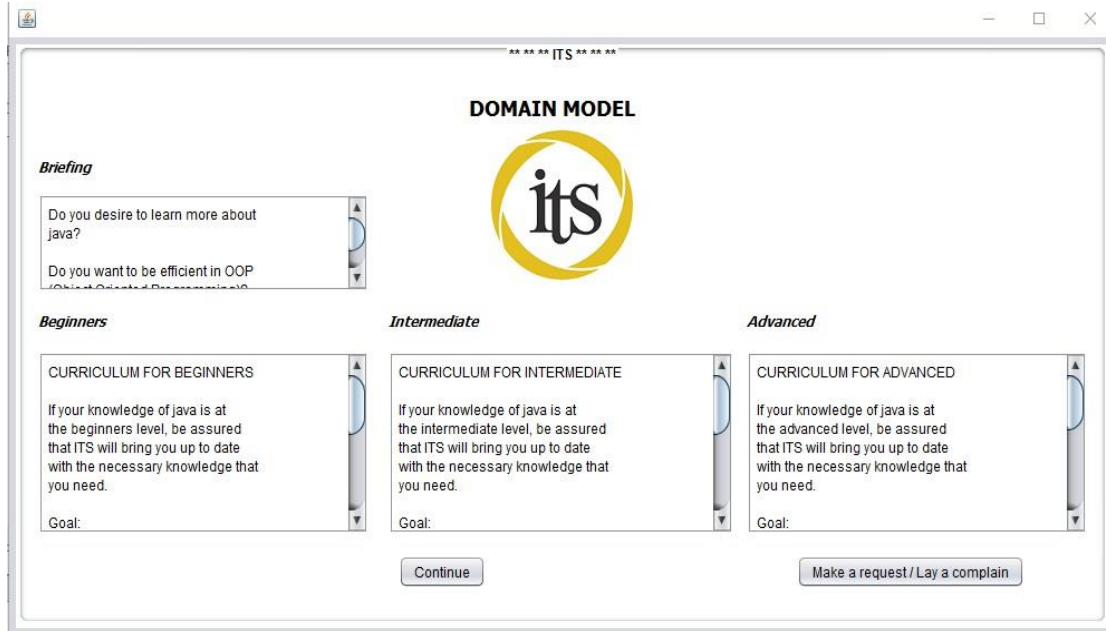 ** ** ** ITS ** ** **
DOMAIN MODEL
its
Briefing
Do you desire to learn more about
java?
Do you want to be efficient in OOP
(Object Oriented Programming)?
Beginners
CURRICULUM FOR BEGINNERS
If your knowledge of java is at
the beginners level, be assured
that ITS will bring you up to date
with the necessary knowledge that
you need.
Goal:
Intermediate
CURRICULUM FOR INTERMEDIATE
If your knowledge of java is at
the intermediate level, be assured
that ITS will bring you up to date
with the necessary knowledge that
you need.
Goal:
Advanced
CURRICULUM FOR ADVANCED
If your knowledge of java is at
the advanced level, be assured
that ITS will bring you up to date
with the necessary knowledge that
you need.
Goal:
Continue
Make a request / Lay a complain